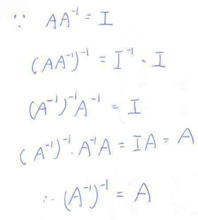 ∵ AA⁻¹ = I
(AA⁻¹)⁻¹ = I⁻¹ = I
(A⁻¹)⁻¹A⁻¹ = I
(A⁻¹)⁻¹·A⁻¹A = IA = A
∴ (A⁻¹)⁻¹ = A